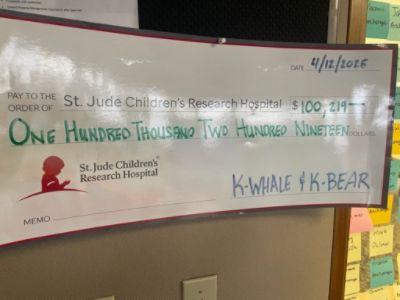 DATE 4/12/2025
PAY TO THE
ORDER OF St. Jude Children's Research Hospital $100,219
ONE HUNDRED THOUSAND TWO HUNDRED NINETEEN DOLLARS
St. Jude Children's®
Research Hospital
K-WHALE & K-BEAR
MEMO